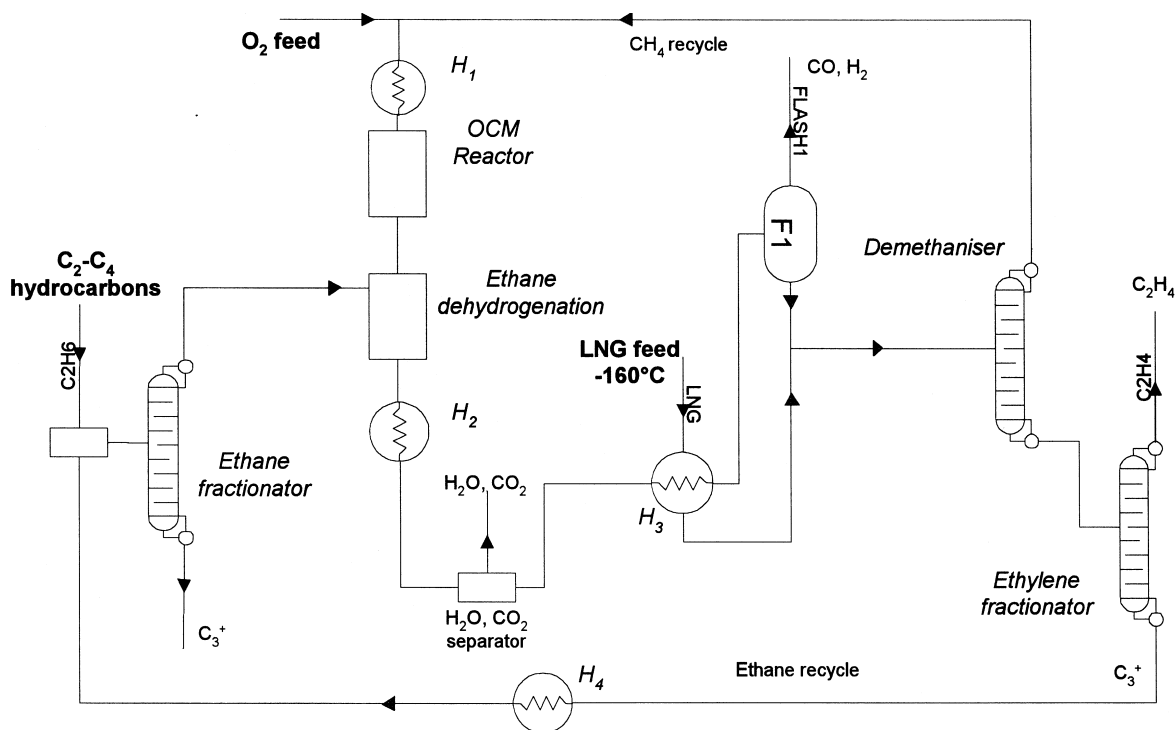 O₂ feed
CH₄ recycle
H₁
CO, H₂
FLASH1
OCM
Reactor
F1
Demethaniser
C₂-C₄
hydrocarbons
Ethane
dehydrogenation
C₂H₄
C2H6
LNG feed
-160°C
LNG
C2H4
H₂
Ethane
fractionator
H₂O, CO₂
H₃
H₂O, CO₂
separator
Ethylene
fractionator
C₃⁺
Ethane recycle
H₄
C₃⁺